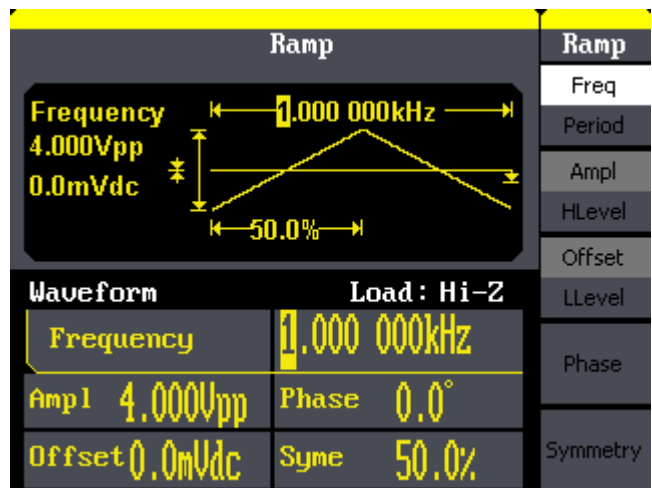 Ramp
Frequency
1.000 000kHz
4.000Vpp
0.0mVdc
50.0%
Waveform
Load: Hi-Z
Frequency
1.000 000kHz
Ampl 4.000Vpp
Phase 0.0°
Offset 0.0mVdc
Syme 50.0%
Ramp
Freq
Period
Ampl
HLevel
Offset
LLevel
Phase
Symmetry